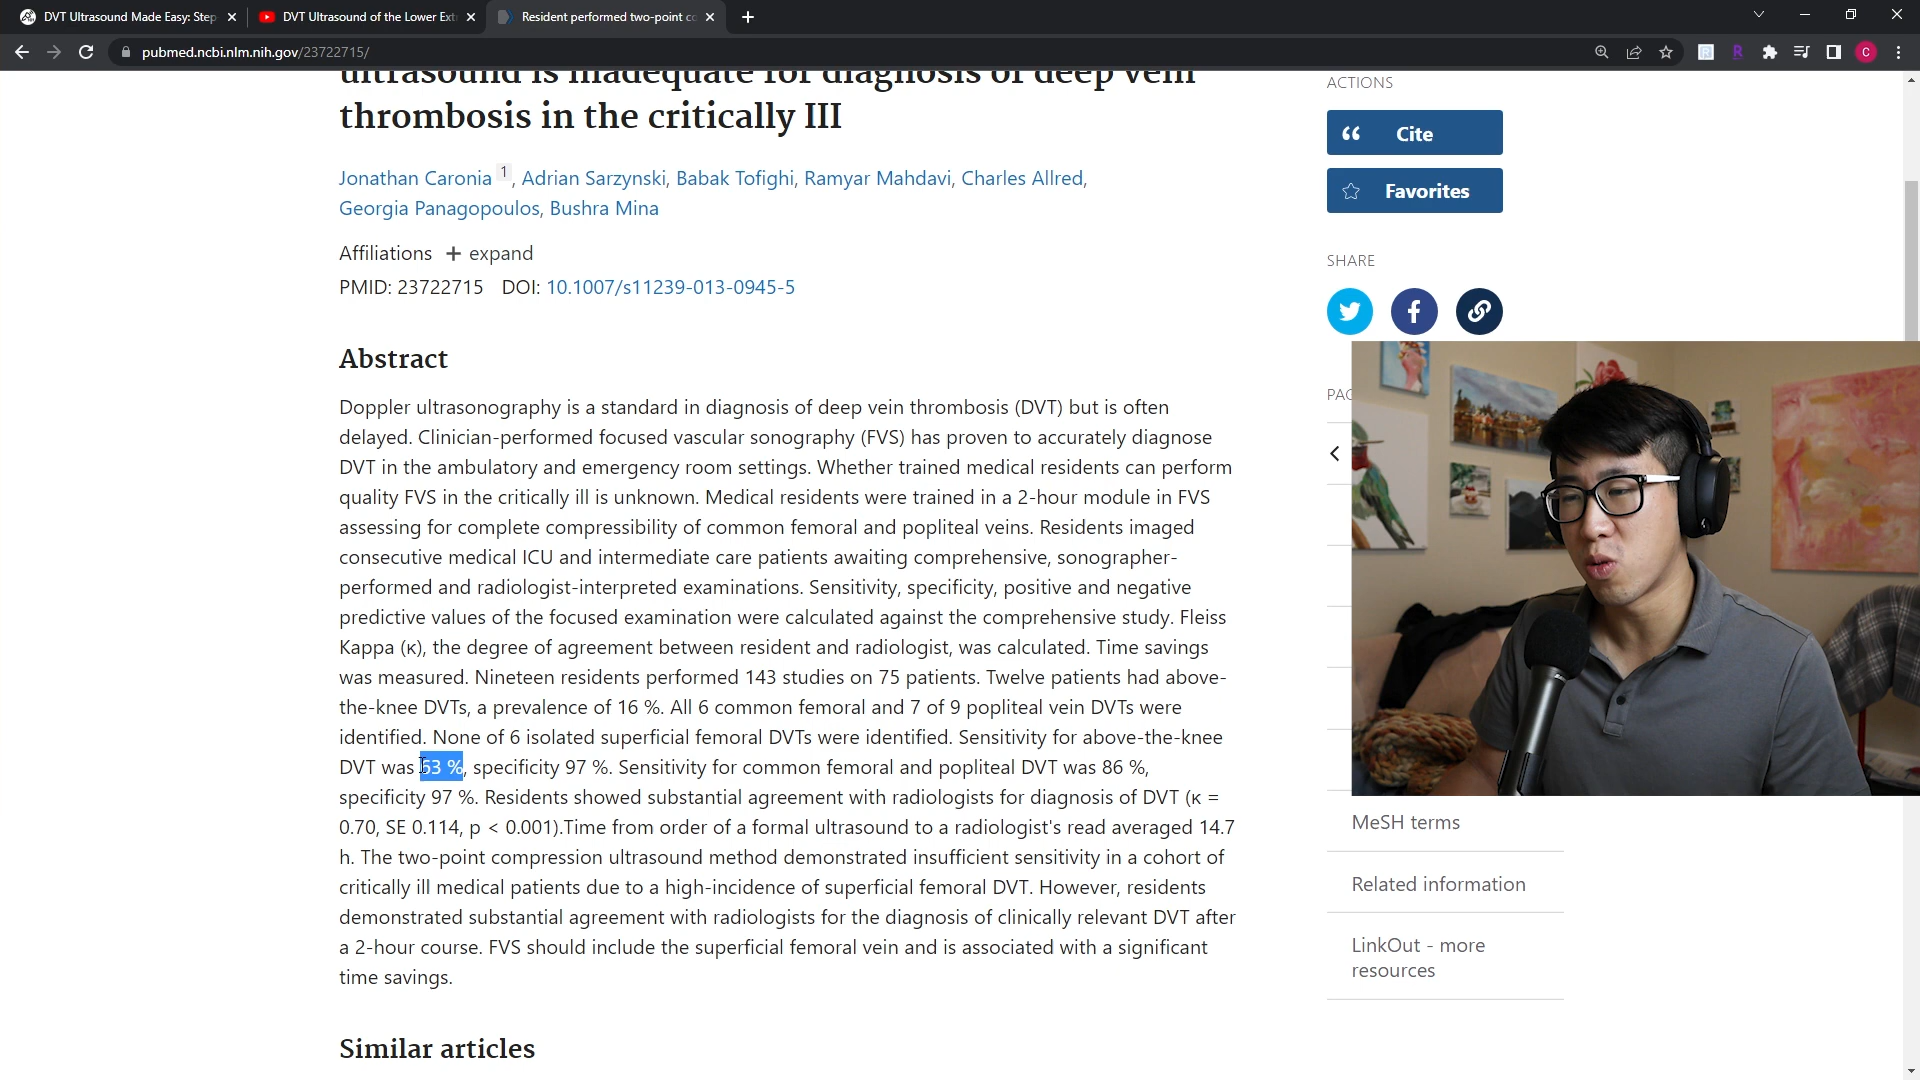 DVT Ultrasound Made Easy: Step
DVT Ultrasound of the Lower Ext
Resident performed two-point co
pubmed.ncbi.nlm.nih.gov/23722715/
C
ultrasound is inadequate for diagnosis of deep vein
thrombosis in the critically III
Jonathan Caronia 1, Adrian Sarzynski, Babak Tofighi, Ramyar Mahdavi, Charles Allred,
Georgia Panagopoulos, Bushra Mina
Affiliations + expand
PMID: 23722715 DOI: 10.1007/s11239-013-0945-5
Abstract
Doppler ultrasonography is a standard in diagnosis of deep vein thrombosis (DVT) but is often
delayed. Clinician-performed focused vascular sonography (FVS) has proven to accurately diagnose
DVT in the ambulatory and emergency room settings. Whether trained medical residents can perform
quality FVS in the critically ill is unknown. Medical residents were trained in a 2-hour module in FVS
assessing for complete compressibility of common femoral and popliteal veins. Residents imaged
consecutive medical ICU and intermediate care patients awaiting comprehensive, sonographer-
performed and radiologist-interpreted examinations. Sensitivity, specificity, positive and negative
predictive values of the focused examination were calculated against the comprehensive study. Fleiss
Kappa (κ), the degree of agreement between resident and radiologist, was calculated. Time savings
was measured. Nineteen residents performed 143 studies on 75 patients. Twelve patients had above-
the-knee DVTs, a prevalence of 16 %. All 6 common femoral and 7 of 9 popliteal vein DVTs were
identified. None of 6 isolated superficial femoral DVTs were identified. Sensitivity for above-the-knee
DVT was 63 %, specificity 97 %. Sensitivity for common femoral and popliteal DVT was 86 %,
specificity 97 %. Residents showed substantial agreement with radiologists for diagnosis of DVT (κ =
0.70, SE 0.114, p < 0.001).Time from order of a formal ultrasound to a radiologist's read averaged 14.7
h. The two-point compression ultrasound method demonstrated insufficient sensitivity in a cohort of
critically ill medical patients due to a high-incidence of superficial femoral DVT. However, residents
demonstrated substantial agreement with radiologists for the diagnosis of clinically relevant DVT after
a 2-hour course. FVS should include the superficial femoral vein and is associated with a significant
time savings.
Similar articles
ACTIONS
Cite
Favorites
SHARE
PAG
MeSH terms
Related information
LinkOut - more
resources